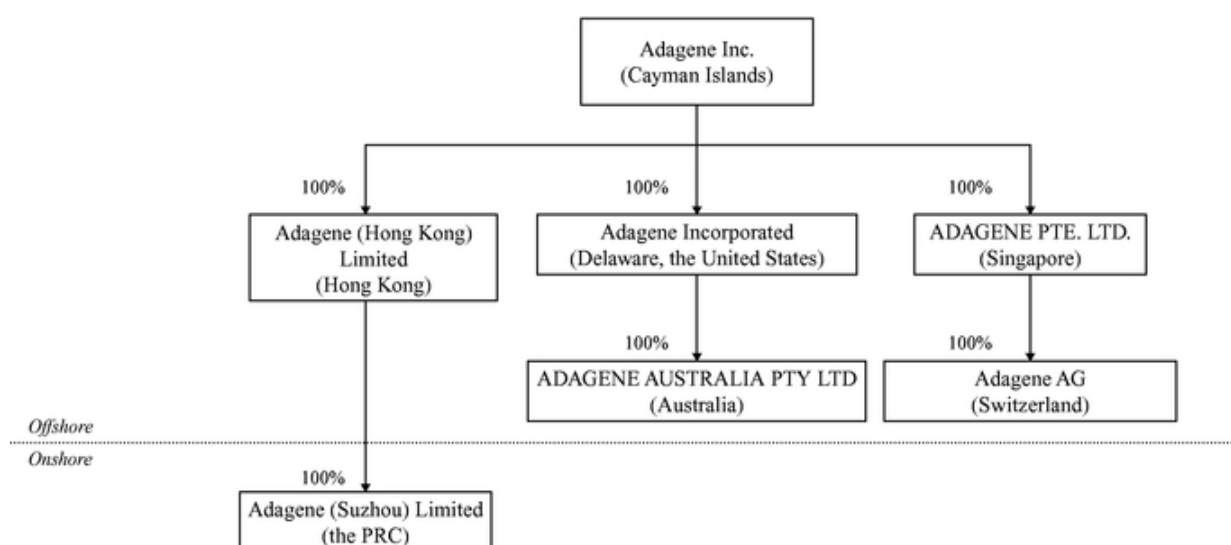 Adagene Inc.
(Cayman Islands)
100%
100%
100%
Adagene (Hong Kong)
Limited
(Hong Kong)
Adagene Incorporated
(Delaware, the United States)
ADAGENE PTE. LTD.
(Singapore)
100%
100%
ADAGENE AUSTRALIA PTY LTD
(Australia)
Adagene AG
(Switzerland)
Offshore
Onshore
100%
Adagene (Suzhou) Limited
(the PRC)